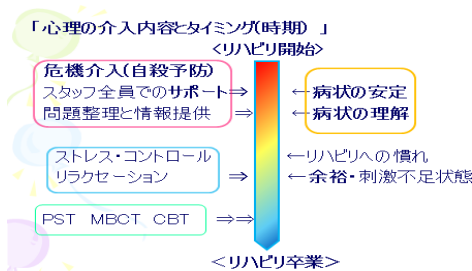 「心理の介入内容とタイミング(時期)」
<リハビリ開始>
危機介入(自殺予防)
スタッフ全員でのサポート⇒ ←病状の安定
問題整理と情報提供 ⇒ ←病状の理解
ストレス・コントロール ←リハビリへの慣れ
リラクセーション ⇒ ←余裕・刺激不足状態
PST MBCT CBT ⇒⇒
<リハビリ卒業>